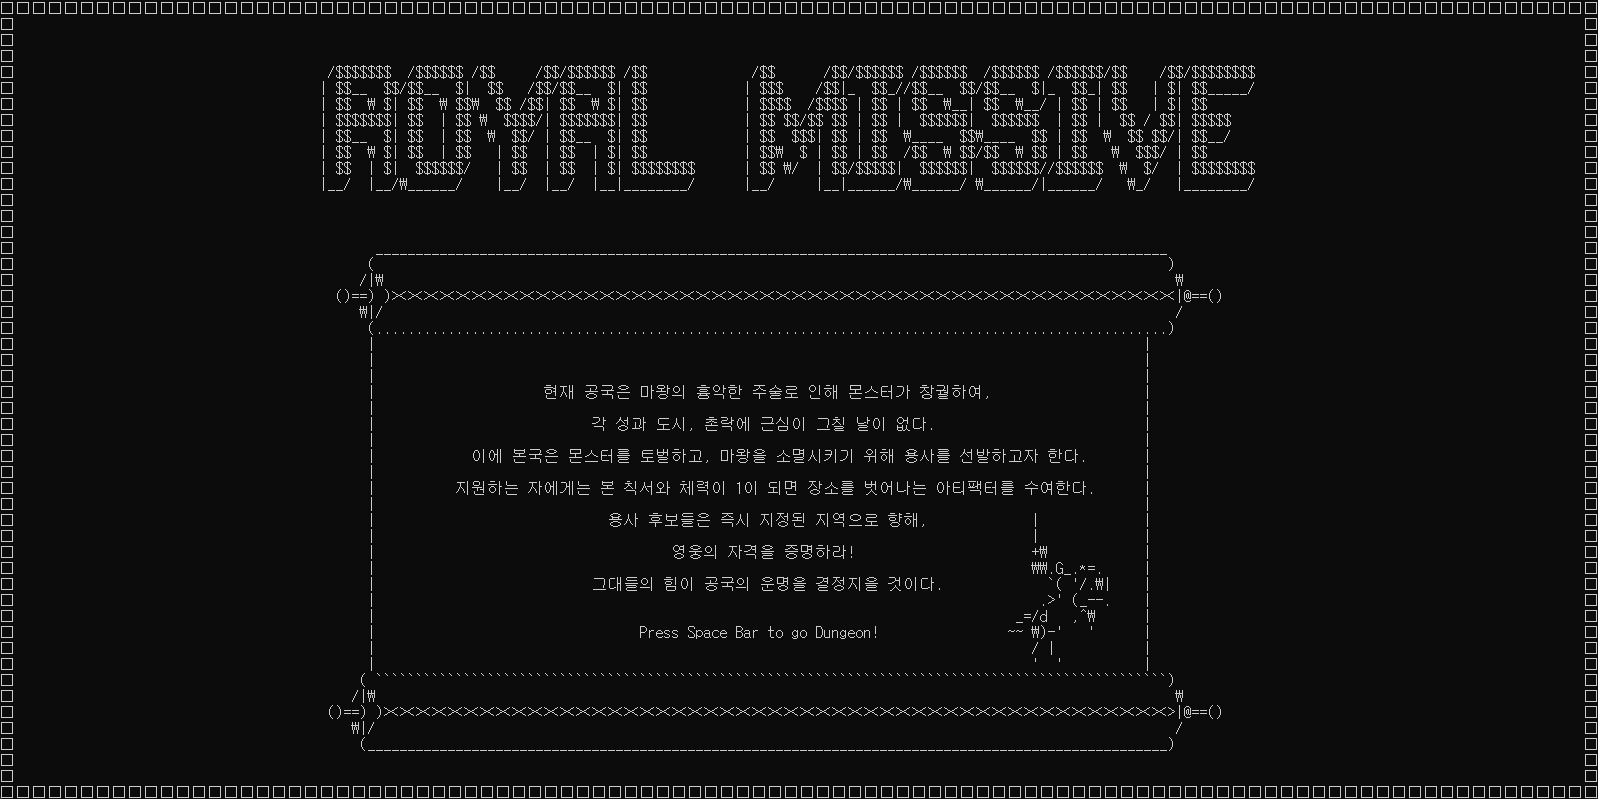 ROYAL MISSIVE
현재 공국은 마왕의 흉악한 주술로 인해 몬스터가 창궐하여,
각 성과 도시, 촌락에 근심이 그칠 날이 없다.
이에 본국은 몬스터를 토벌하고, 마왕을 소멸시키기 위해 용사를 선발하고자 한다.
지원하는 자에게는 본 칙서와 체력이 1이 되면 장소를 벗어나는 아티팩터를 수여한다.
용사 후보들은 즉시 지정된 지역으로 향해,
영웅의 자격을 증명하라!
그대들의 힘이 공국의 운명을 결정지을 것이다.
Press Space Bar to go Dungeon!